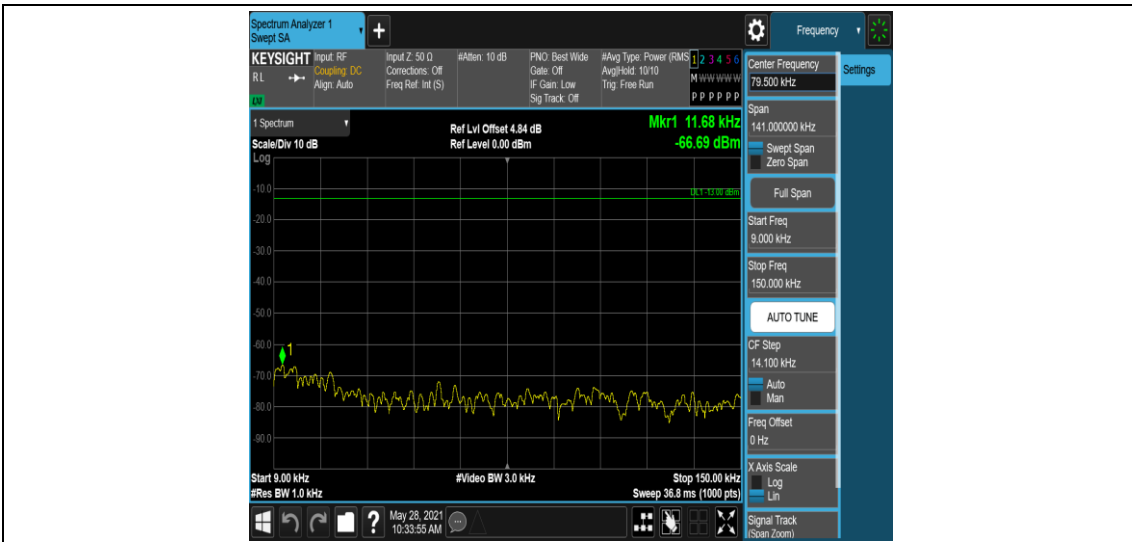 Spectrum Analyzer 1
Swept SA
+
Frequency
KEYSIGHT
RL
LXI
Input: RF
Coupling: DC
Align: Auto
Input Z: 50 Ω
Corrections: Off
Freq Ref: Int (S)
#Atten: 10 dB
PNO: Best Wide
Gate: Off
IF Gain: Low
Sig Track: Off
#Avg Type: Power (RMS
Avg|Hold: 10/10
Trig: Free Run
1 2 3 4 5 6
M W W W W W
P P P P P P
1 Spectrum
Scale/Div 10 dB
Log
Ref Lvl Offset 4.84 dB
Ref Level 0.00 dBm
Mkr1 11.68 kHz
-66.69 dBm
DL1 -13.00 dBm
-10.0
-20.0
-30.0
-40.0
-50.0
-60.0
-70.0
-80.0
-90.0
1
Start 9.00 kHz
#Res BW 1.0 kHz
#Video BW 3.0 kHz
Stop 150.00 kHz
Sweep 36.8 ms (1000 pts)
?
May 28, 2021
10:33:55 AM
Center Frequency
79.500 kHz
Settings
Span
141.000000 kHz
Swept Span
Zero Span
Full Span
Start Freq
9.000 kHz
Stop Freq
150.000 kHz
AUTO TUNE
CF Step
14.100 kHz
Auto
Man
Freq Offset
0 Hz
X Axis Scale
Log
Lin
Signal Track
(Span Zoom)